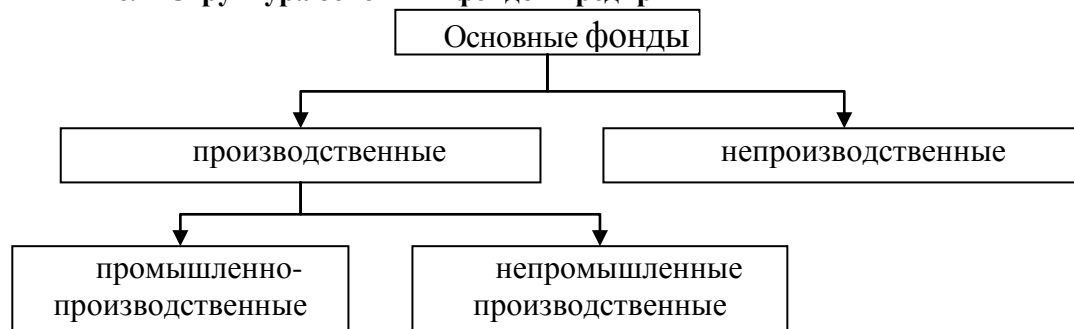 Основные фонды
производственные непроизводственные
промышленно- непромышленные
производственные производственные